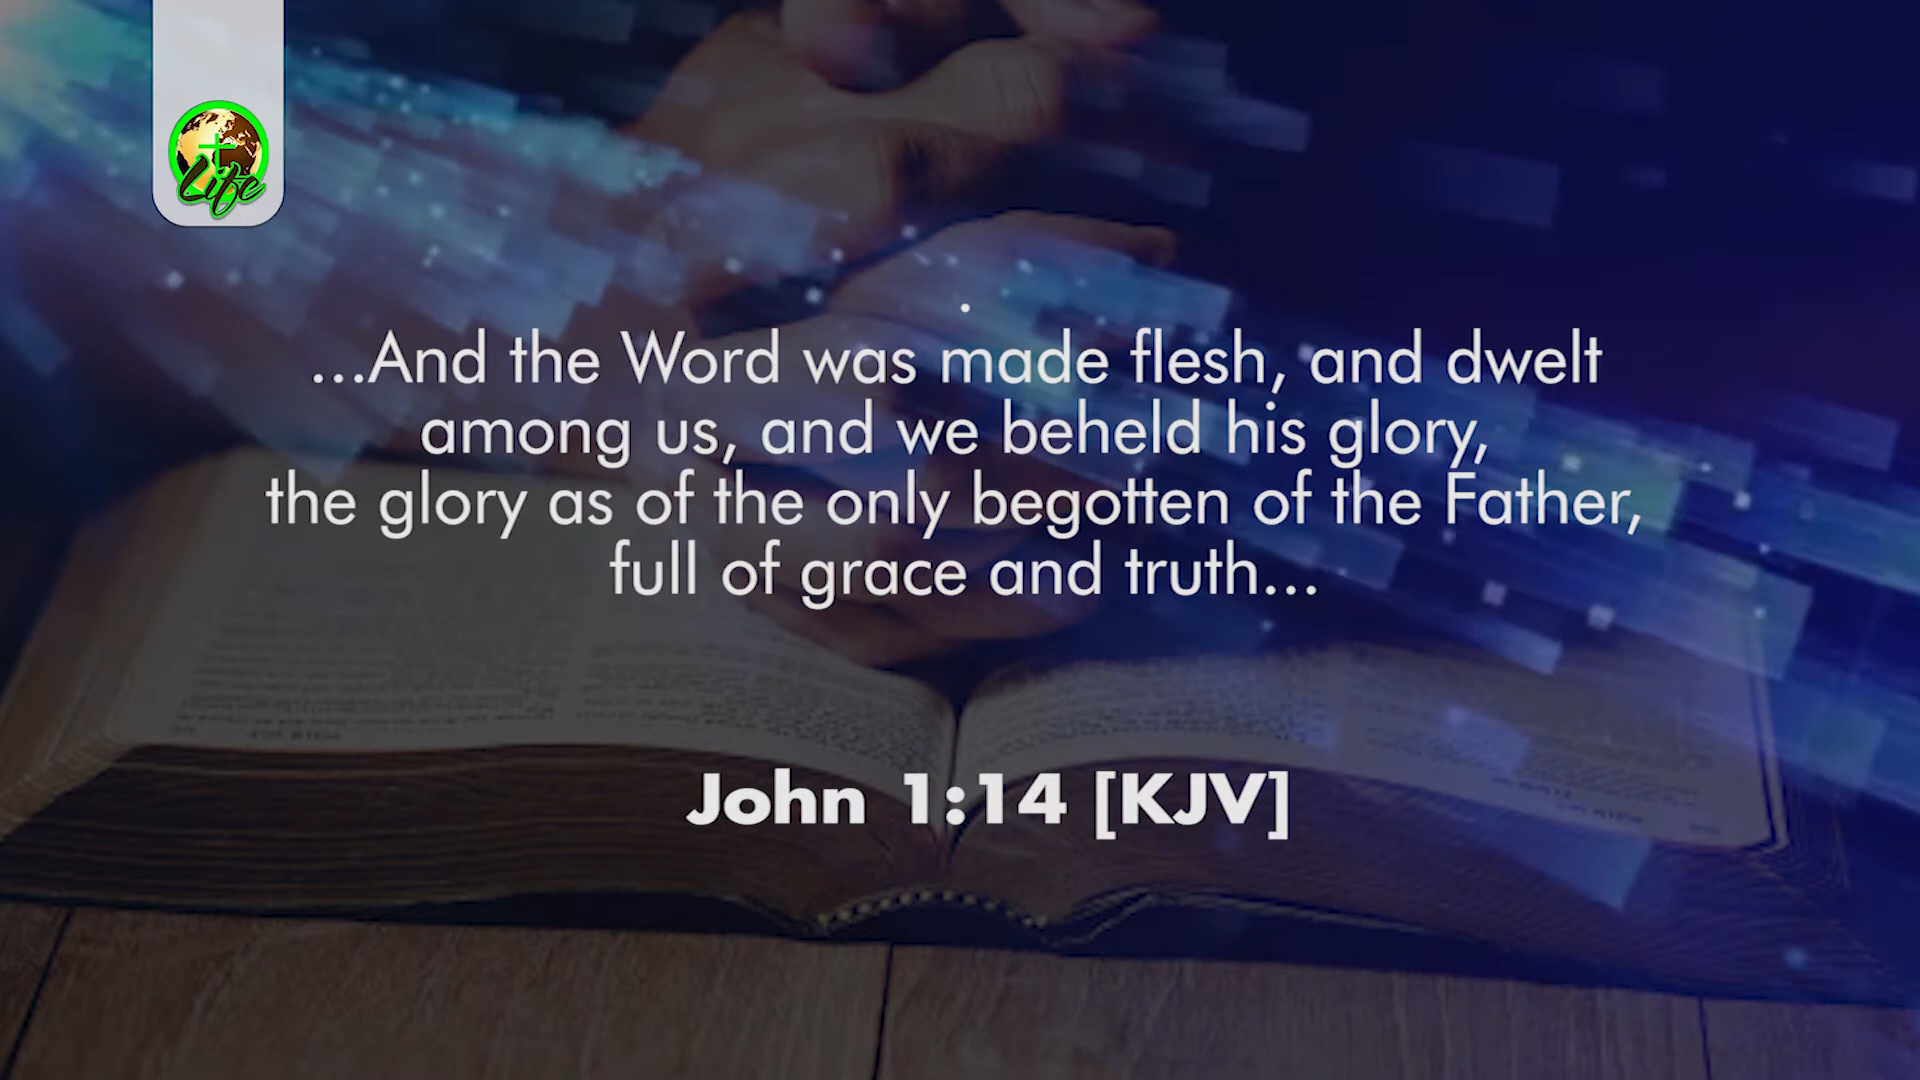 Life
...And the Word was made flesh, and dwelt
among us, and we beheld his glory,
the glory as of the only begotten of the Father,
full of grace and truth...
John 1:14 [KJV]